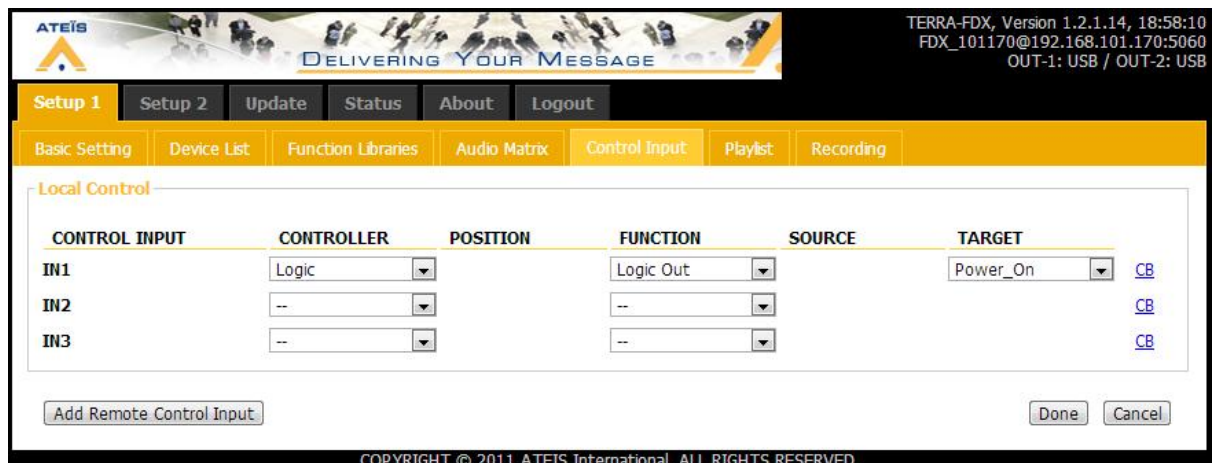 ATEÏS
DELIVERING YOUR MESSAGE
TERRA-FDX, Version 1.2.1.14, 18:58:10
FDX_101170@192.168.101.170:5060
OUT-1: USB / OUT-2: USB
Setup 1 Setup 2 Update Status About Logout
Basic Setting Device List Function Libraries Audio Matrix Control Input Playlist Recording
Local Control
CONTROL INPUT CONTROLLER POSITION FUNCTION SOURCE TARGET
IN1 Logic Logic Out Power_On CB
IN2 -- -- CB
IN3 -- -- CB
Add Remote Control Input Done Cancel
COPYRIGHT © 2011 ATEIS International. ALL RIGHTS RESERVED